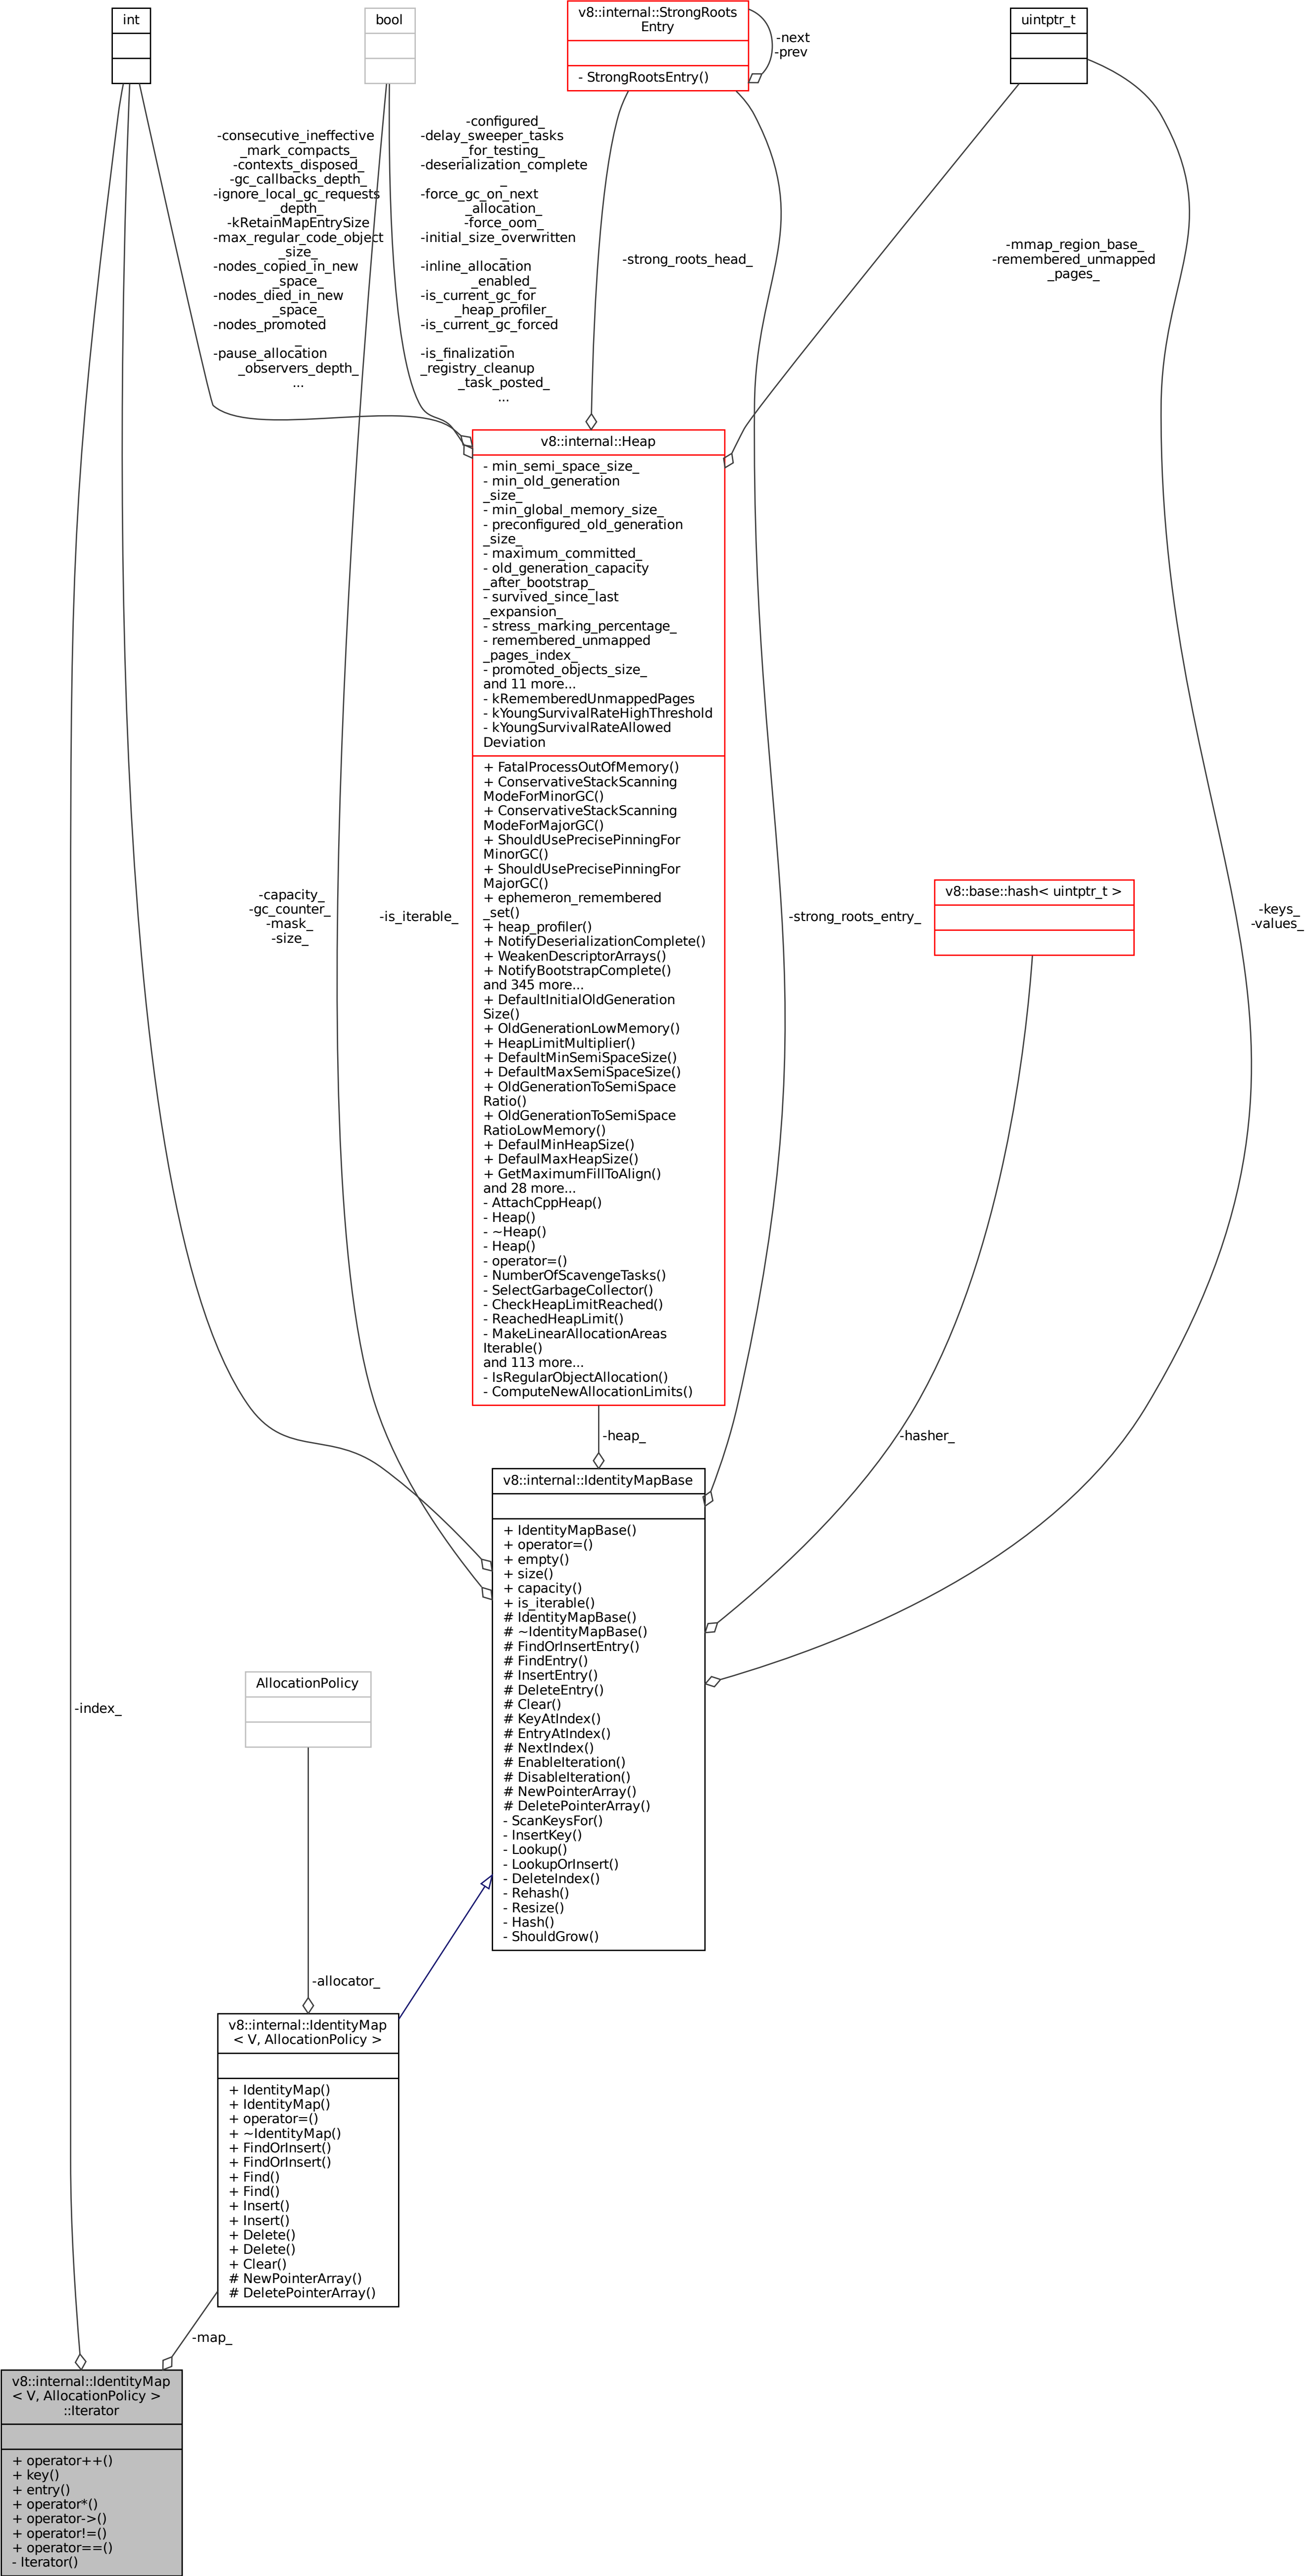 int
bool
v8::internal::StrongRoots
Entry
- StrongRootsEntry()
-next
-prev
uintptr_t
-consecutive_ineffective
_mark_compacts_
-contexts_disposed_
-gc_callbacks_depth_
-ignore_local_gc_requests
_depth_
-kRetainMapEntrySize
-max_regular_code_object
_size_
-nodes_copied_in_new
_space_
-nodes_died_in_new
_space_
-nodes_promoted
_
-pause_allocation
_observers_depth_
...
-configured_
-delay_sweeper_tasks
_for_testing_
-deserialization_complete
_
-force_gc_on_next
_allocation_
-force_oom_
-initial_size_overwritten
_
-inline_allocation
_enabled_
-is_current_gc_for
_heap_profiler_
-is_current_gc_forced
_
-is_finalization
_registry_cleanup
_task_posted_
...
-strong_roots_head_
-mmap_region_base_
-remembered_unmapped
_pages_
v8::internal::Heap
- min_semi_space_size_
- min_old_generation
_size_
- min_global_memory_size_
- preconfigured_old_generation
_size_
- maximum_committed_
- old_generation_capacity
_after_bootstrap_
- survived_since_last
_expansion_
- stress_marking_percentage_
- remembered_unmapped
_pages_index_
- promoted_objects_size_
and 11 more...
- kRememberedUnmappedPages
- kYoungSurvivalRateHighThreshold
- kYoungSurvivalRateAllowed
Deviation
+ FatalProcessOutOfMemory()
+ ConservativeStackScanning
ModeForMinorGC()
+ ConservativeStackScanning
ModeForMajorGC()
+ ShouldUsePrecisePinningFor
MinorGC()
+ ShouldUsePrecisePinningFor
MajorGC()
+ ephemeron_remembered
_set()
+ heap_profiler()
+ NotifyDeserializationComplete()
+ WeakenDescriptorArrays()
+ NotifyBootstrapComplete()
and 345 more...
+ DefaultInitialOldGeneration
Size()
+ OldGenerationLowMemory()
+ HeapLimitMultiplier()
+ DefaultMinSemiSpaceSize()
+ DefaultMaxSemiSpaceSize()
+ OldGenerationToSemiSpace
Ratio()
+ OldGenerationToSemiSpace
RatioLowMemory()
+ DefaulMinHeapSize()
+ DefaulMaxHeapSize()
+ GetMaximumFillToAlign()
and 28 more...
- AttachCppHeap()
- Heap()
- ~Heap()
- Heap()
- operator=()
- NumberOfScavengeTasks()
- SelectGarbageCollector()
- CheckHeapLimitReached()
- ReachedHeapLimit()
- MakeLinearAllocationAreas
Iterable()
and 113 more...
- IsRegularObjectAllocation()
- ComputeNewAllocationLimits()
-capacity_
-gc_counter_
-mask_
-size_
-is_iterable_
-strong_roots_entry_
v8::base::hash< uintptr_t >
-keys_
-values_
-heap_
-hasher_
v8::internal::IdentityMapBase
+ IdentityMapBase()
+ operator=()
+ empty()
+ size()
+ capacity()
+ is_iterable()
# IdentityMapBase()
# ~IdentityMapBase()
# FindOrInsertEntry()
# FindEntry()
# InsertEntry()
# DeleteEntry()
# Clear()
# KeyAtIndex()
# EntryAtIndex()
# NextIndex()
# EnableIteration()
# DisableIteration()
# NewPointerArray()
# DeletePointerArray()
- ScanKeysFor()
- InsertKey()
- Lookup()
- LookupOrInsert()
- DeleteIndex()
- Rehash()
- Resize()
- Hash()
- ShouldGrow()
AllocationPolicy
-index_
-allocator_
v8::internal::IdentityMap
< V, AllocationPolicy >
+ IdentityMap()
+ IdentityMap()
+ operator=()
+ ~IdentityMap()
+ FindOrInsert()
+ FindOrInsert()
+ Find()
+ Find()
+ Insert()
+ Insert()
+ Delete()
+ Delete()
+ Clear()
# NewPointerArray()
# DeletePointerArray()
-map_
v8::internal::IdentityMap
< V, AllocationPolicy >
::Iterator
+ operator++()
+ key()
+ entry()
+ operator*()
+ operator->()
+ operator!=()
+ operator==()
- Iterator()